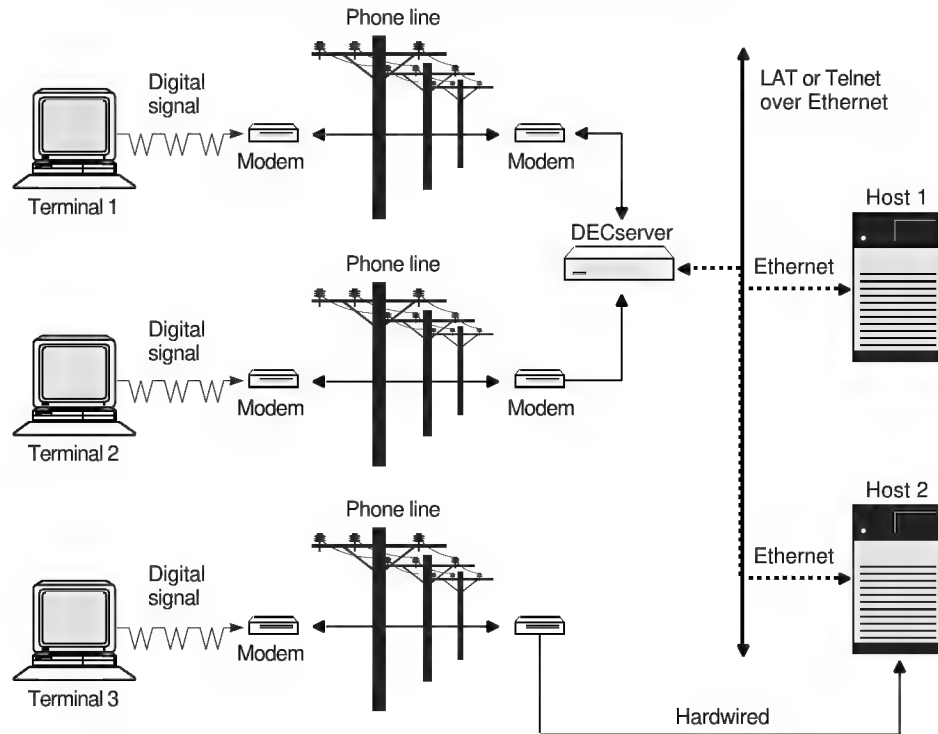 Phone line
LAT or Telnet
over Ethernet
Digital
signal
Modem
Modem
Terminal 1
Host 1
DECserver
Ethernet
Phone line
Digital
signal
Modem
Modem
Terminal 2
Host 2
Phone line
Ethernet
Digital
signal
Modem
Terminal 3
Hardwired